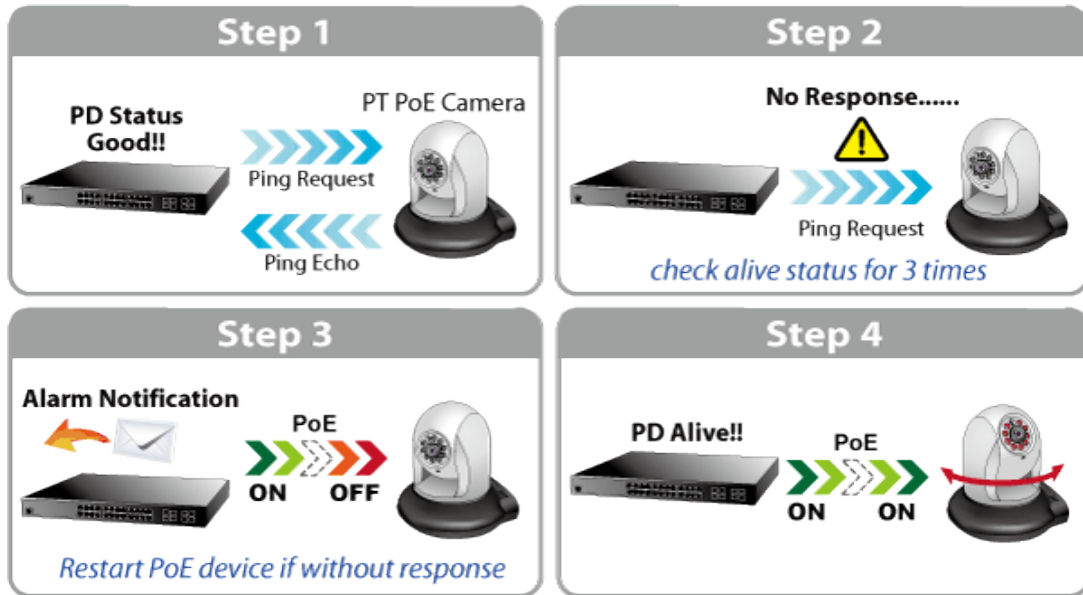 Step 1
PD Status
Good!!
PT PoE Camera
Ping Request
Ping Echo
Step 2
No Response......
Ping Request
check alive status for 3 times
Step 3
Alarm Notification
PoE
ON OFF
Restart PoE device if without response
Step 4
PD Alive!!
PoE
ON ON